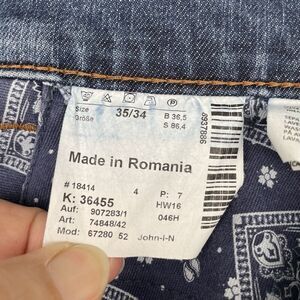 Size
Größe
35/34
B 36,5
S 86,4
8937886
Made in Romania
# 18414 4 P: 7
K: 36455 HW16
Auf: 907283/1 046H
Art: 74848/42
Mod: 67280 52 John-I-N